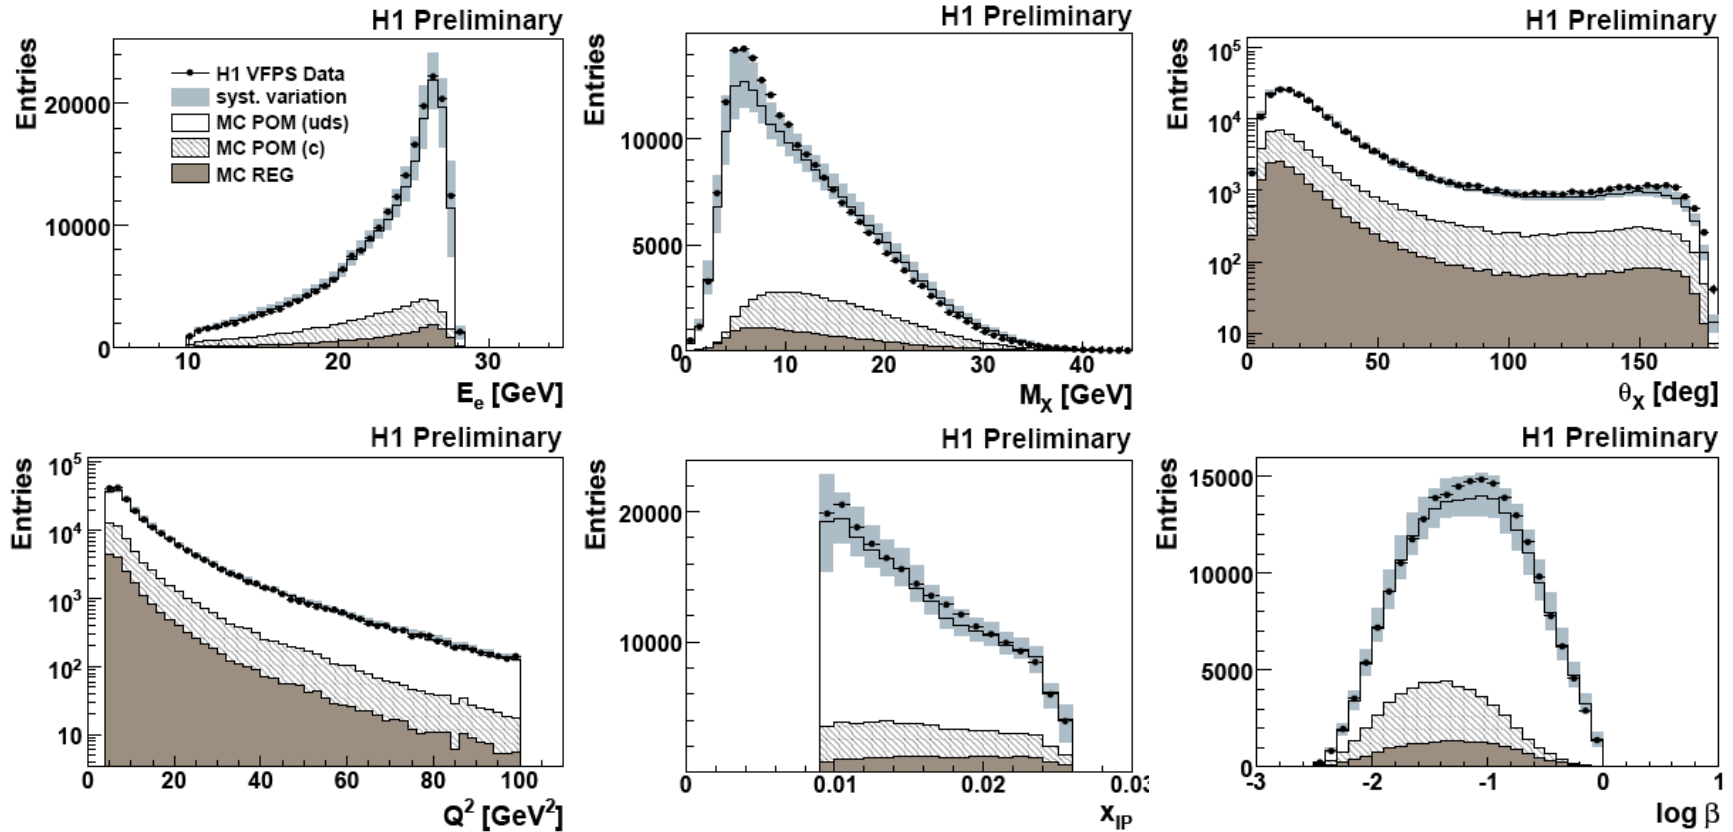 H1 Preliminary
Entries
H1 VFPS Data
syst. variation
MC POM (uds)
MC POM (c)
MC REG
20000
10000
0
10 20 30
E_e [GeV]
H1 Preliminary
Entries
10000
5000
0
0 10 20 30 40
M_X [GeV]
H1 Preliminary
Entries
10^5
10^4
10^3
10^2
10
0 50 100 150
θ_X [deg]
H1 Preliminary
Entries
10^5
10^4
10^3
10^2
10
0 20 40 60 80 100
Q^2 [GeV^2]
H1 Preliminary
Entries
20000
10000
0 0.01 0.02 0.03
x_IP
H1 Preliminary
Entries
15000
10000
5000
0
-3 -2 -1 0 1
log β